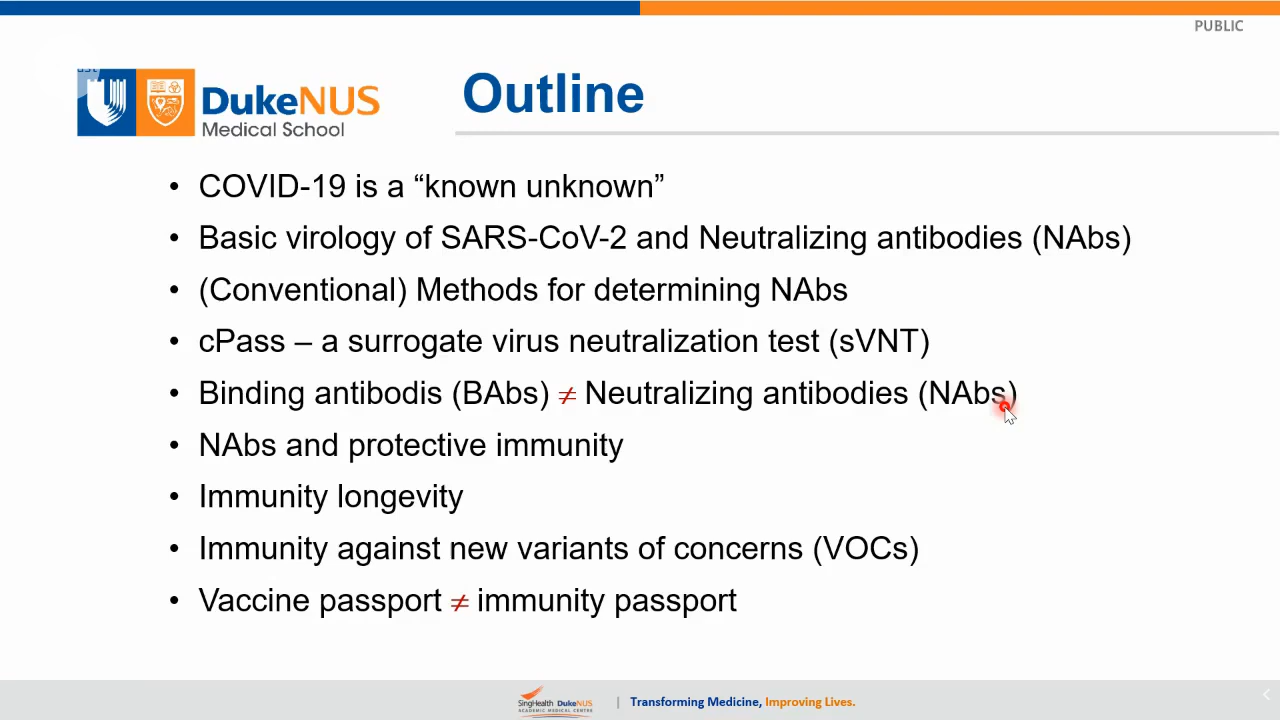 PUBLIC
DukeNUS
Medical School
Outline
• COVID-19 is a “known unknown”
• Basic virology of SARS-CoV-2 and Neutralizing antibodies (NAbs)
• (Conventional) Methods for determining NAbs
• cPass – a surrogate virus neutralization test (sVNT)
• Binding antibodis (BAbs) ≠ Neutralizing antibodies (NAbs)
• NAbs and protective immunity
• Immunity longevity
• Immunity against new variants of concerns (VOCs)
• Vaccine passport ≠ immunity passport
SingHealth DukeNUS
ACADEMIC MEDICAL CENTRE
Transforming Medicine, Improving Lives.